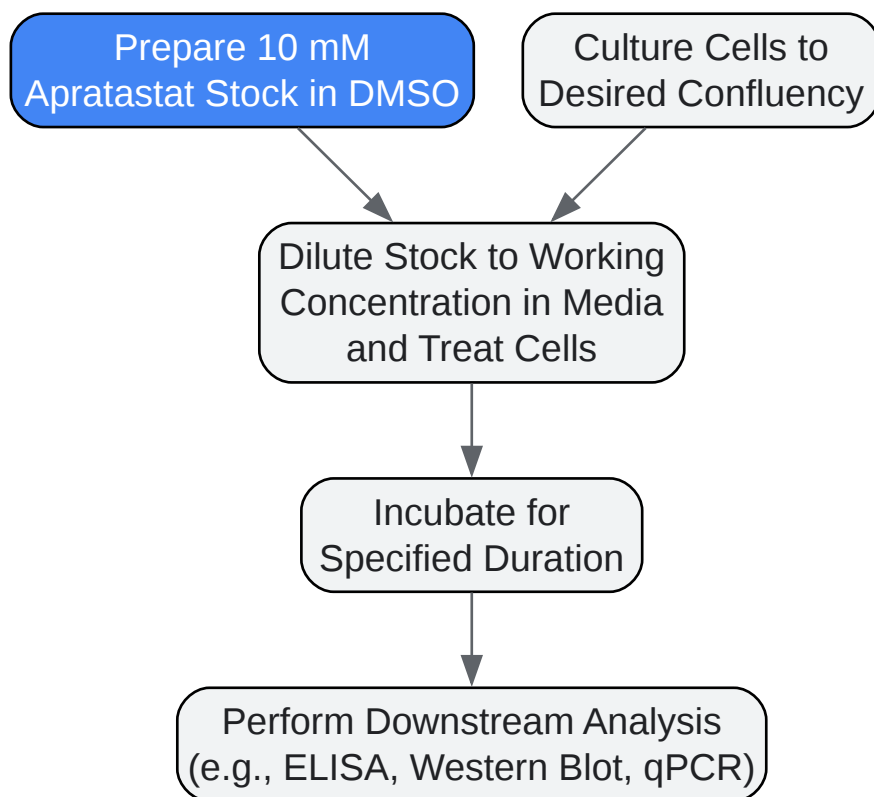 Prepare 10 mM
Apratastat Stock in DMSO
Culture Cells to
Desired Confluency
Dilute Stock to Working
Concentration in Media
and Treat Cells
Incubate for
Specified Duration
Perform Downstream Analysis
(e.g., ELISA, Western Blot, qPCR)